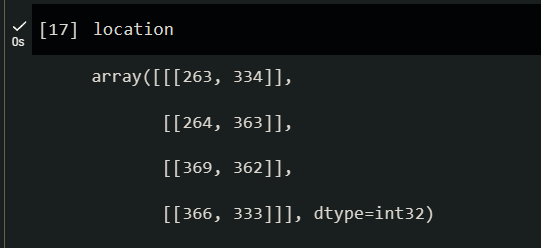 [17] location
0s
array([[[263, 334]],
[[264, 363]],
[[369, 362]],
[[366, 333]]], dtype=int32)